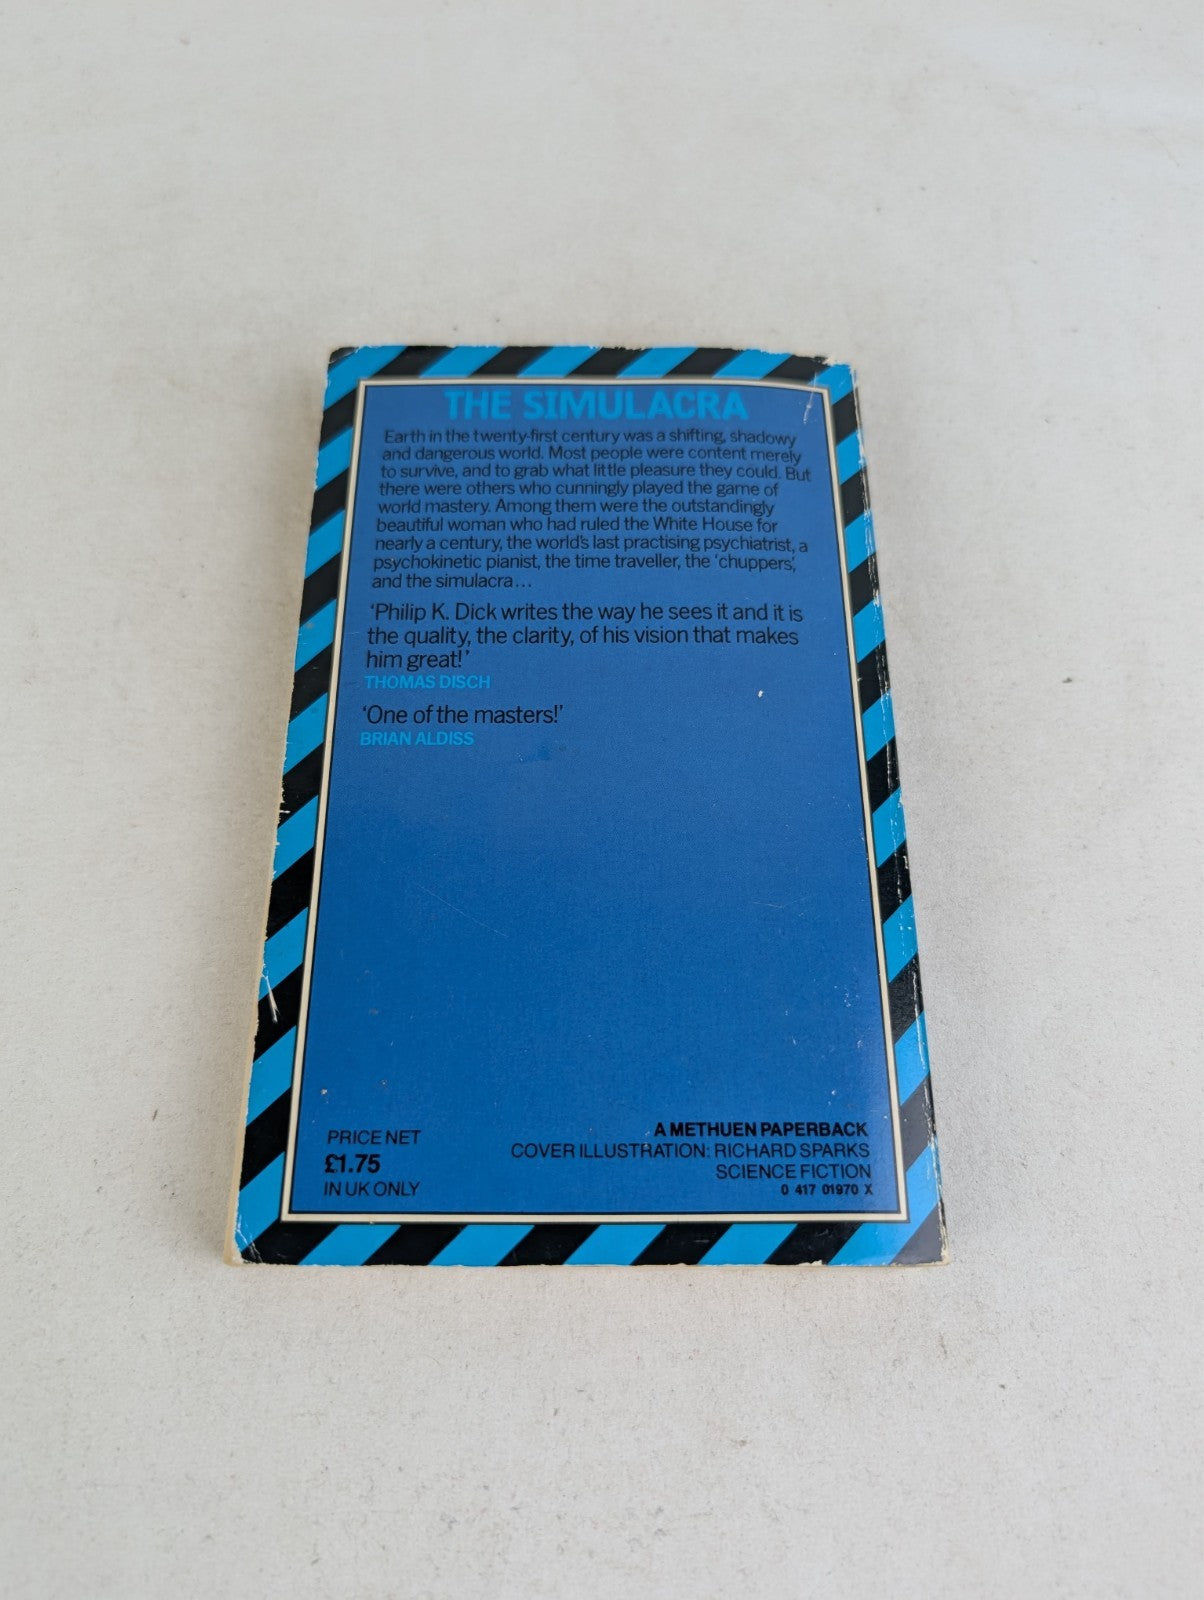 THE SIMULACRA
Earth in the twenty-first century was a shifting, shadowy
and dangerous world. Most people were content merely
to survive, and to grab what little pleasure they could. But
there were others who cunningly played the game of
world mastery. Among them were the outstandingly
beautiful woman who had ruled the White House for
nearly a century, the world's last practising psychiatrist, a
psychokinetic pianist, the time traveller, the 'chuppers',
and the simulacra...
'Philip K. Dick writes the way he sees it and it is
the quality, the clarity, of his vision that makes
him great!'
THOMAS DISCH
'One of the masters!'
BRIAN ALDISS
PRICE NET
£1.75
IN UK ONLY
A METHUEN PAPERBACK
COVER ILLUSTRATION: RICHARD SPARKS
SCIENCE FICTION
0 417 01970 X